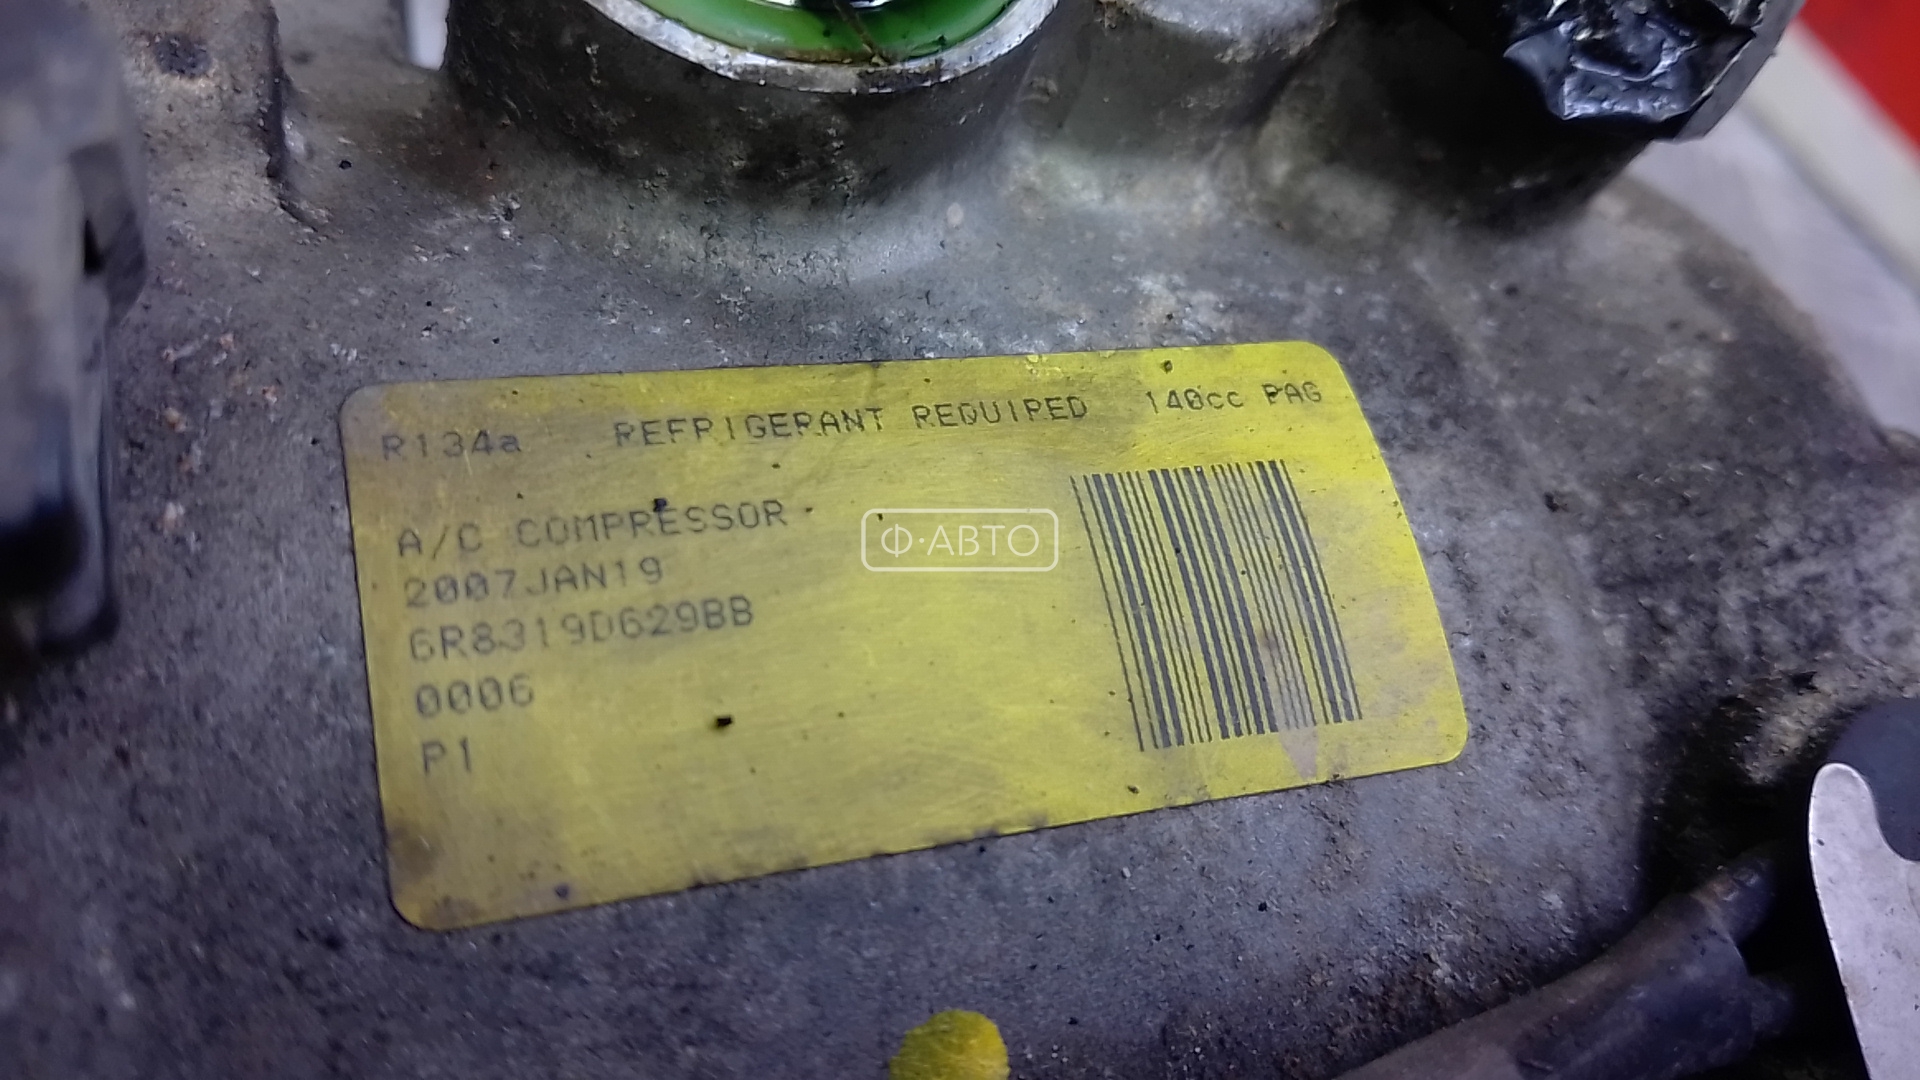 R134a REFRIGERANT REQUIRED 140cc PAG
A/C COMPRESSOR
2007JAN19
6R8319D629BB
0006
P1
Ф·АВТО